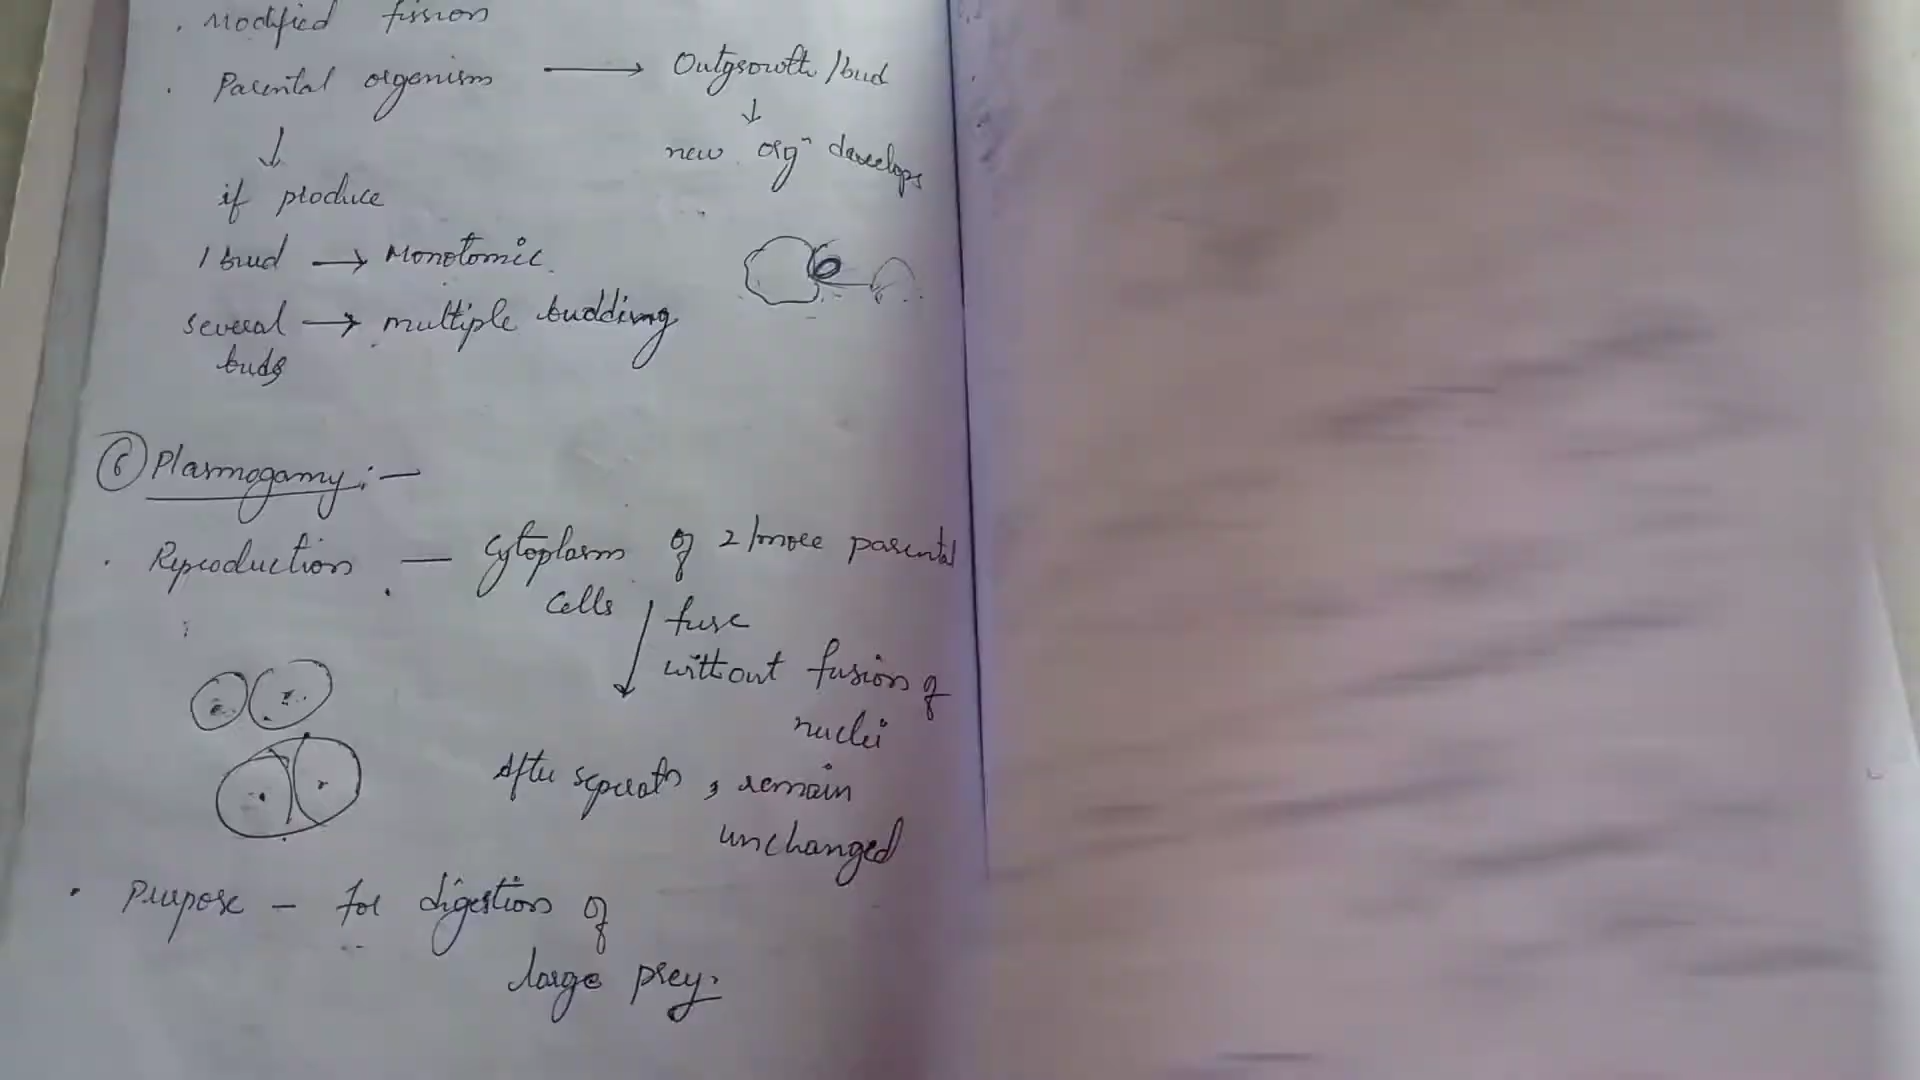 . Modified fission
. Parental organism → Outgrowth/bud
↓ ↓
new orgⁿ develops
if produce
1 bud → Monotomic.
several → multiple budding
buds
⑥ Plasmogamy :-
. Reproduction — Cytoplasm of 2/more parental
cells ↓ fuse
without fusion of
nuclei
After separatⁿ, remain
unchanged
. Purpose - for digestion of
large prey.